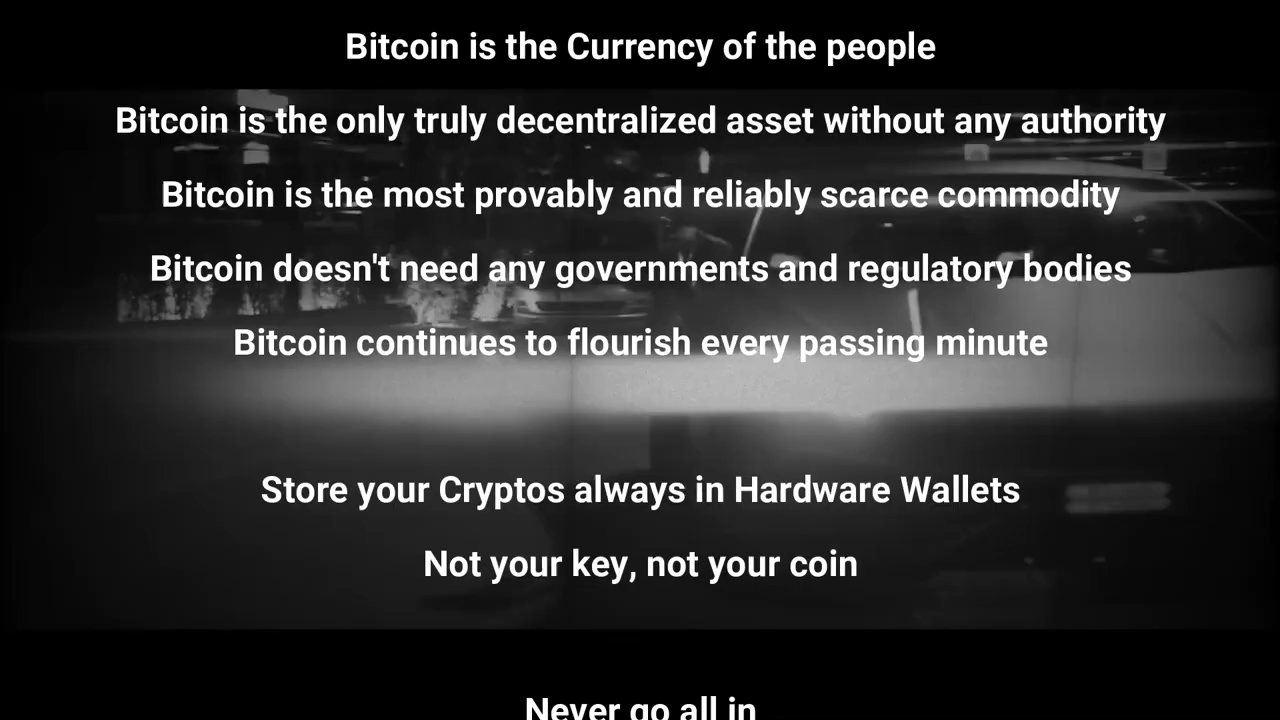 Bitcoin is the Currency of the people
Bitcoin is the only truly decentralized asset without any authority
Bitcoin is the most provably and reliably scarce commodity
Bitcoin doesn't need any governments and regulatory bodies
Bitcoin continues to flourish every passing minute
Store your Cryptos always in Hardware Wallets
Not your key, not your coin
Never go all in